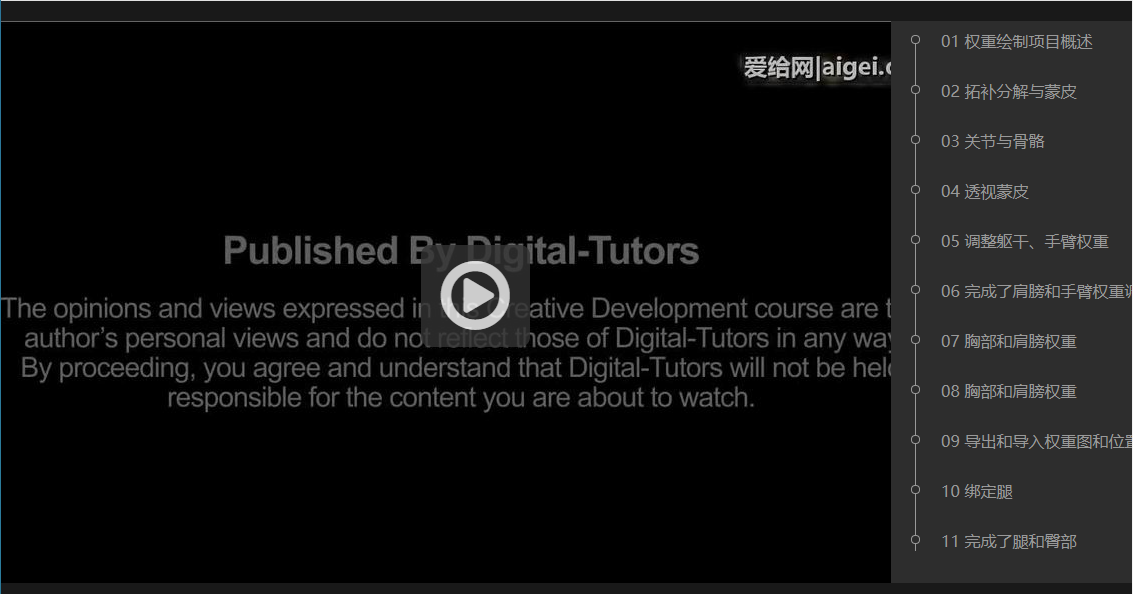 爱给网|aigei.c
Published By Digital-Tutors
The opinions and views expressed in this Creative Development course are t
author's personal views and do not reflect those of Digital-Tutors in any way
By proceeding, you agree and understand that Digital-Tutors will not be held
responsible for the content you are about to watch.
01 权重绘制项目概述
02 拓补分解与蒙皮
03 关节与骨骼
04 透视蒙皮
05 调整躯干、手臂权重
06 完成了肩膀和手臂权重调
07 胸部和肩膀权重
08 胸部和肩膀权重
09 导出和导入权重图和位置
10 绑定腿
11 完成了腿和臀部